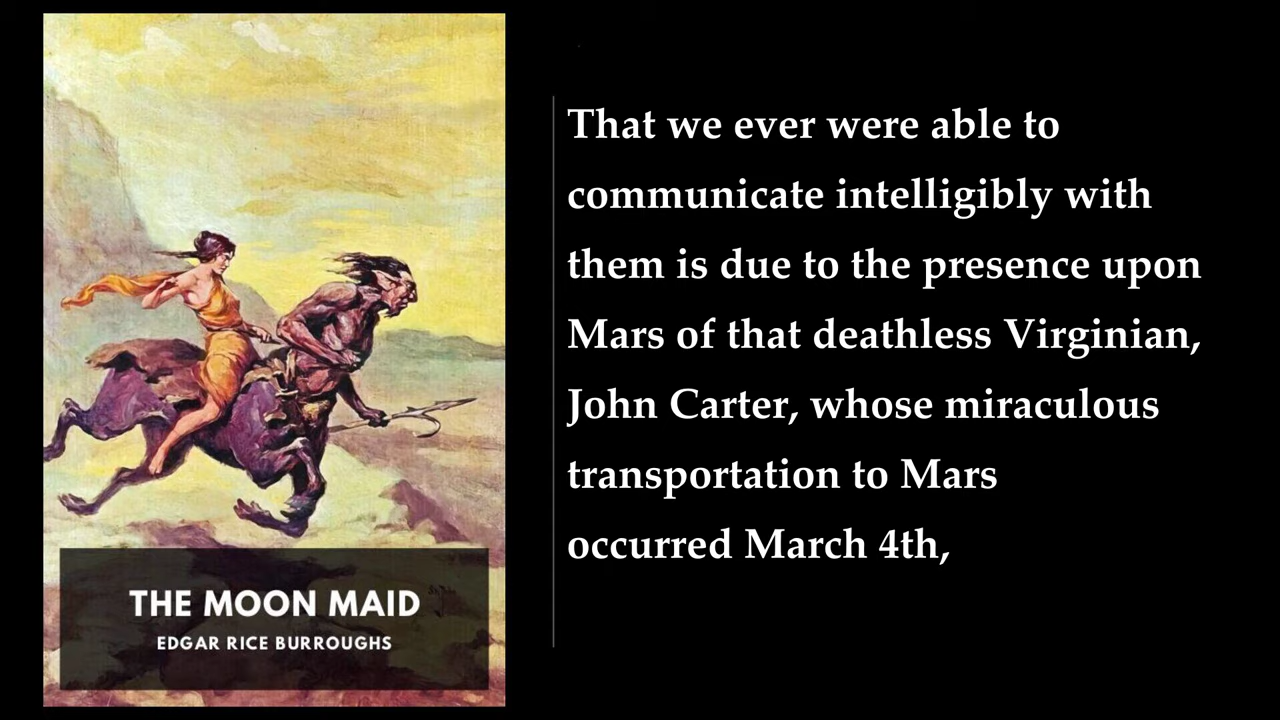 THE MOON MAID
EDGAR RICE BURROUGHS
That we ever were able to
communicate intelligibly with
them is due to the presence upon
Mars of that deathless Virginian,
John Carter, whose miraculous
transportation to Mars
occurred March 4th,